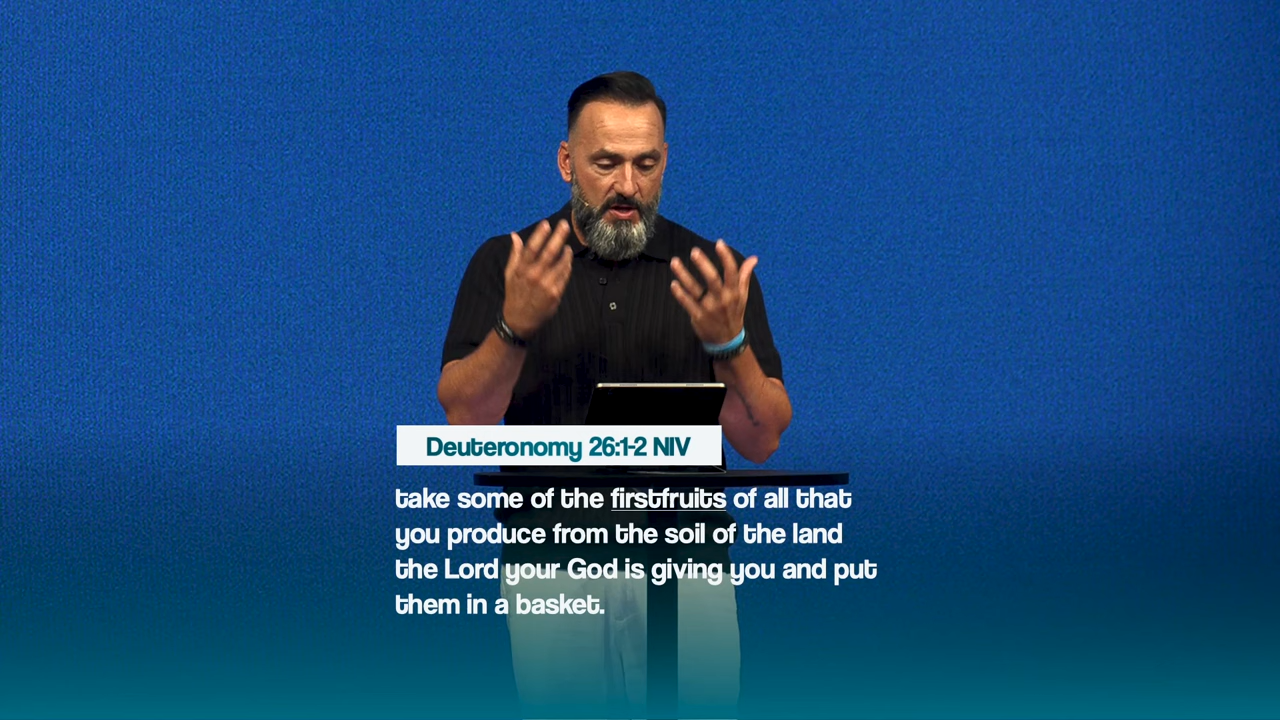 Deuteronomy 26:1-2 NIV
take some of the firstfruits of all that
you produce from the soil of the land
the Lord your God is giving you and put
them in a basket.